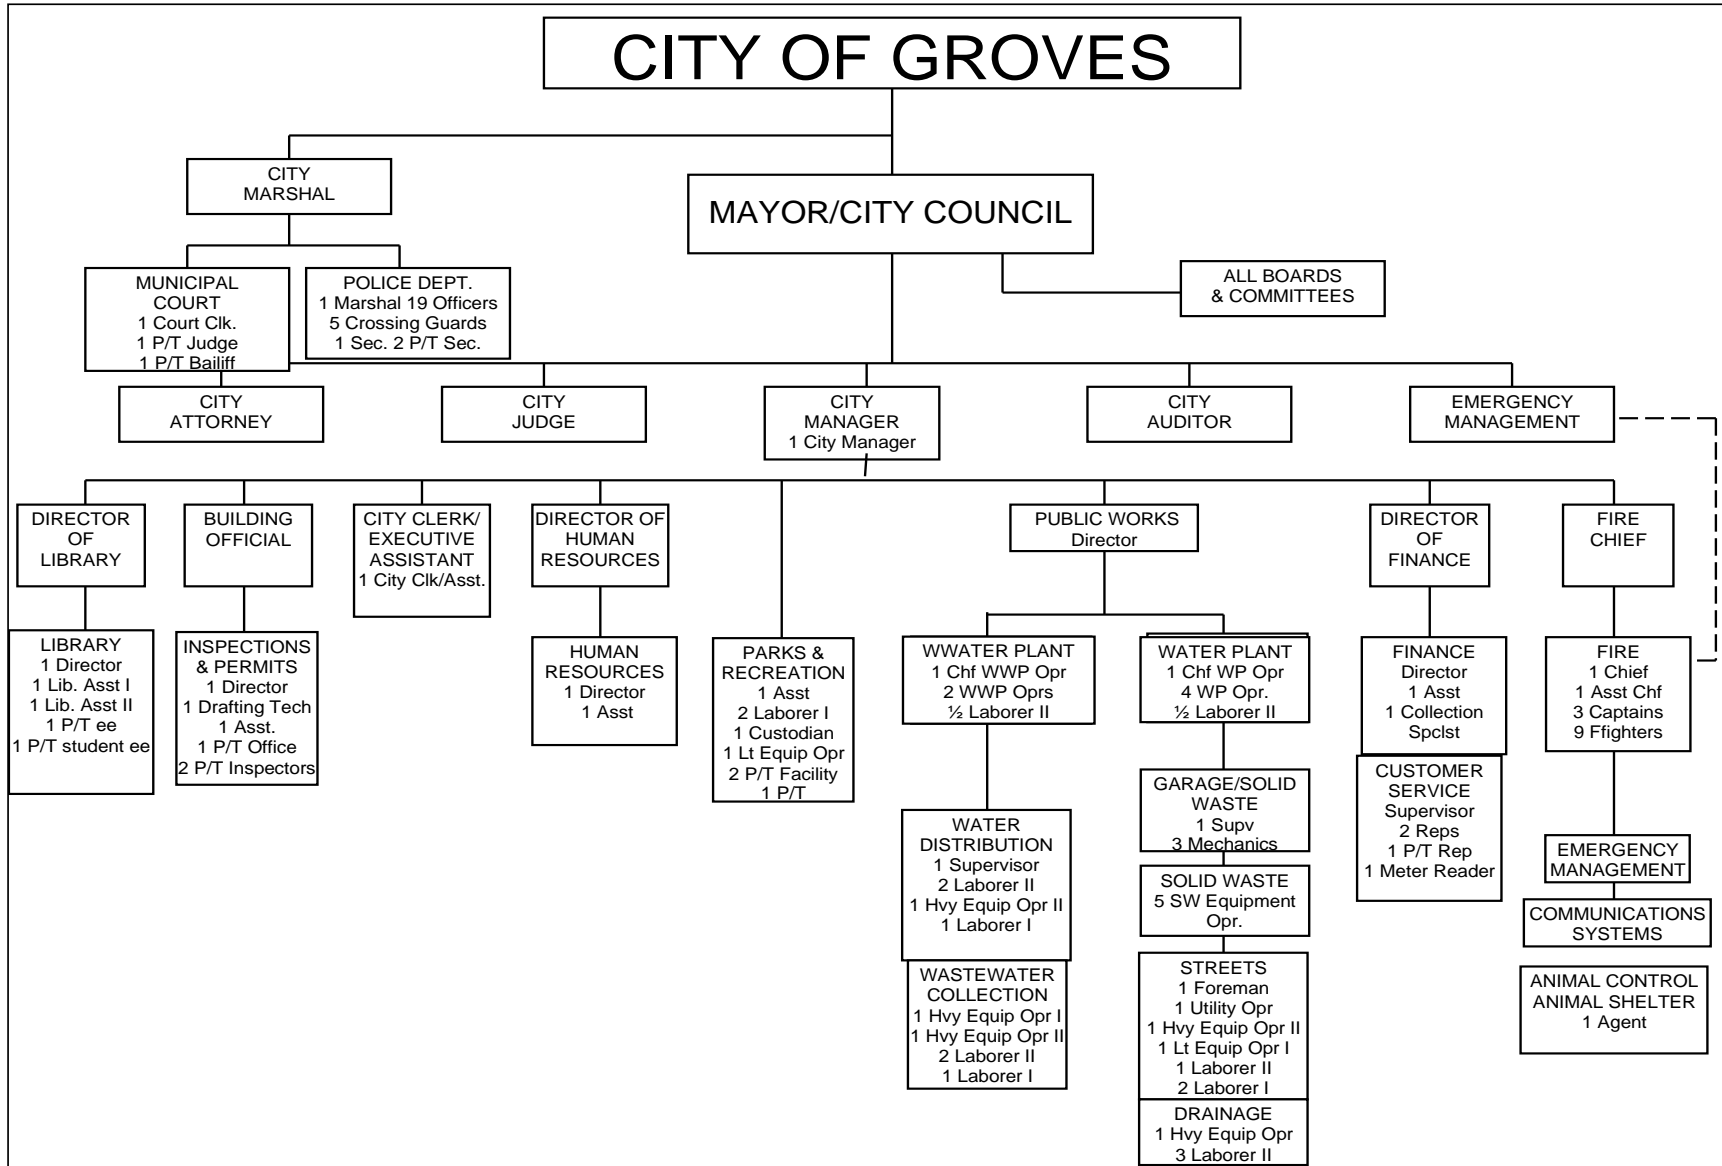 CITY OF GROVES
CITY
MARSHAL
MAYOR/CITY COUNCIL
MUNICIPAL
COURT
1 Court Clk.
1 P/T Judge
1 P/T Bailiff
POLICE DEPT.
1 Marshal 19 Officers
5 Crossing Guards
1 Sec. 2 P/T Sec.
ALL BOARDS
& COMMITTEES
CITY
ATTORNEY
CITY
JUDGE
CITY
MANAGER
1 City Manager
CITY
AUDITOR
EMERGENCY
MANAGEMENT
DIRECTOR
OF
LIBRARY
BUILDING
OFFICIAL
CITY CLERK/
EXECUTIVE
ASSISTANT
1 City Clk/Asst.
DIRECTOR OF
HUMAN
RESOURCES
PUBLIC WORKS
Director
DIRECTOR
OF
FINANCE
FIRE
CHIEF
LIBRARY
1 Director
1 Lib. Asst I
1 Lib. Asst II
1 P/T ee
1 P/T student ee
INSPECTIONS
& PERMITS
1 Director
1 Drafting Tech
1 Asst.
1 P/T Office
2 P/T Inspectors
HUMAN
RESOURCES
1 Director
1 Asst
PARKS &
RECREATION
1 Asst
2 Laborer I
1 Custodian
1 Lt Equip Opr
2 P/T Facility
1 P/T
WWATER PLANT
1 Chf WWP Opr
2 WWP Oprs
½ Laborer II
WATER PLANT
1 Chf WP Opr
4 WP Opr.
½ Laborer II
FINANCE
Director
1 Asst
1 Collection
Spclst
FIRE
1 Chief
1 Asst Chf
3 Captains
9 Ffighters
WATER
DISTRIBUTION
1 Supervisor
2 Laborer II
1 Hvy Equip Opr II
1 Laborer I
GARAGE/SOLID
WASTE
1 Supv
3 Mechanics
CUSTOMER
SERVICE
Supervisor
2 Reps
1 P/T Rep
1 Meter Reader
EMERGENCY
MANAGEMENT
SOLID WASTE
5 SW Equipment
Opr.
COMMUNICATIONS
SYSTEMS
WASTEWATER
COLLECTION
1 Hvy Equip Opr I
1 Hvy Equip Opr II
2 Laborer II
1 Laborer I
STREETS
1 Foreman
1 Utility Opr
1 Hvy Equip Opr II
1 Lt Equip Opr I
1 Laborer II
2 Laborer I
ANIMAL CONTROL
ANIMAL SHELTER
1 Agent
DRAINAGE
1 Hvy Equip Opr
3 Laborer II